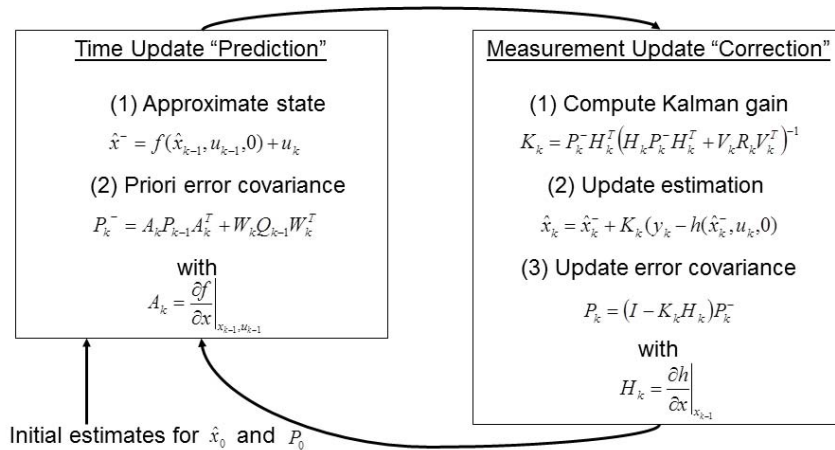 Time Update “Prediction”
(1) Approximate state
x̂⁻ = f(x̂ₖ₋₁, uₖ₋₁, 0) + uₖ
(2) Priori error covariance
Pₖ⁻ = AₖPₖ₋₁Aₖᵀ + WₖQₖ₋₁Wₖᵀ
with
Aₖ = ∂f/∂x |xₖ₋₁,uₖ₋₁
Initial estimates for x̂₀ and P₀
Measurement Update “Correction”
(1) Compute Kalman gain
Kₖ = Pₖ⁻Hₖᵀ(HₖPₖ⁻Hₖᵀ + VₖRₖVₖᵀ)⁻¹
(2) Update estimation
x̂ₖ = x̂ₖ⁻ + Kₖ(yₖ − h(x̂ₖ⁻, uₖ, 0)
(3) Update error covariance
Pₖ = (I − KₖHₖ)Pₖ⁻
with
Hₖ = ∂h/∂x |xₖ₋₁